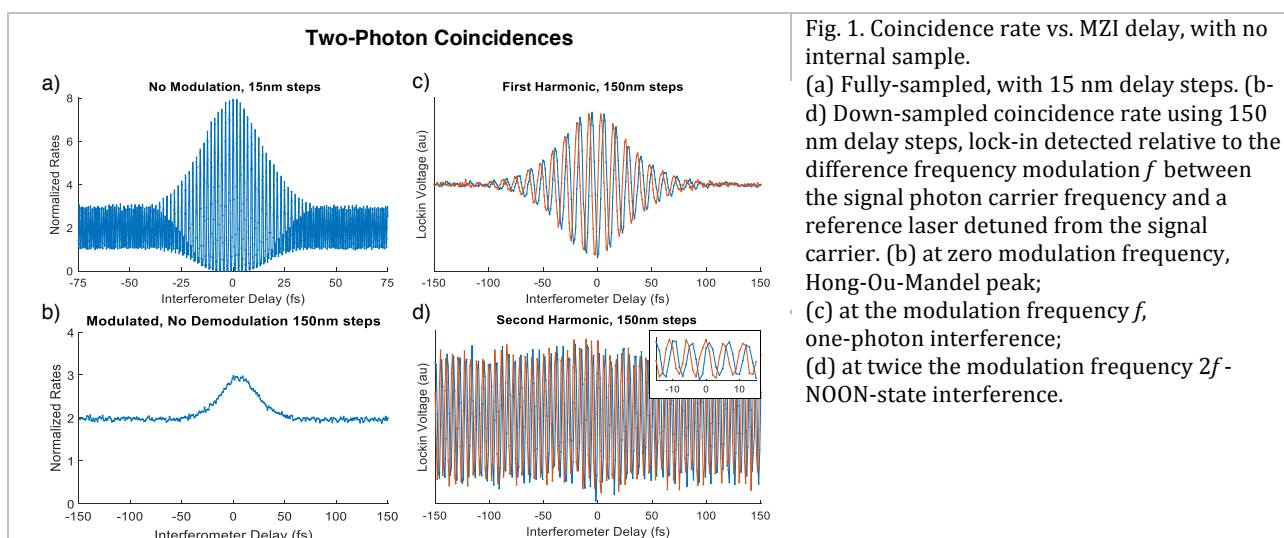 Two-Photon Coincidences
a)
No Modulation, 15nm steps
Normalized Rates
8
6
4
2
0
-75
-50
-25
0
25
50
75
Interferometer Delay (fs)
b)
Modulated, No Demodulation 150nm steps
Normalized Rates
4
3
2
1
0
-150
-100
-50
0
50
100
150
Interferometer Delay (fs)
c)
First Harmonic, 150nm steps
Lockin Voltage (au)
-150
-100
-50
0
50
100
150
Interferometer Delay (fs)
d)
Second Harmonic, 150nm steps
Lockin Voltage (au)
-10
0
10
-150
-100
-50
0
50
100
150
Interferometer Delay (fs)
Fig. 1. Coincidence rate vs. MZI delay, with no
internal sample.
(a) Fully-sampled, with 15 nm delay steps. (b-
d) Down-sampled coincidence rate using 150
nm delay steps, lock-in detected relative to the
difference frequency modulation f between
the signal photon carrier frequency and a
reference laser detuned from the signal
carrier. (b) at zero modulation frequency,
Hong-Ou-Mandel peak;
(c) at the modulation frequency f,
one-photon interference;
(d) at twice the modulation frequency 2f -
NOON-state interference.